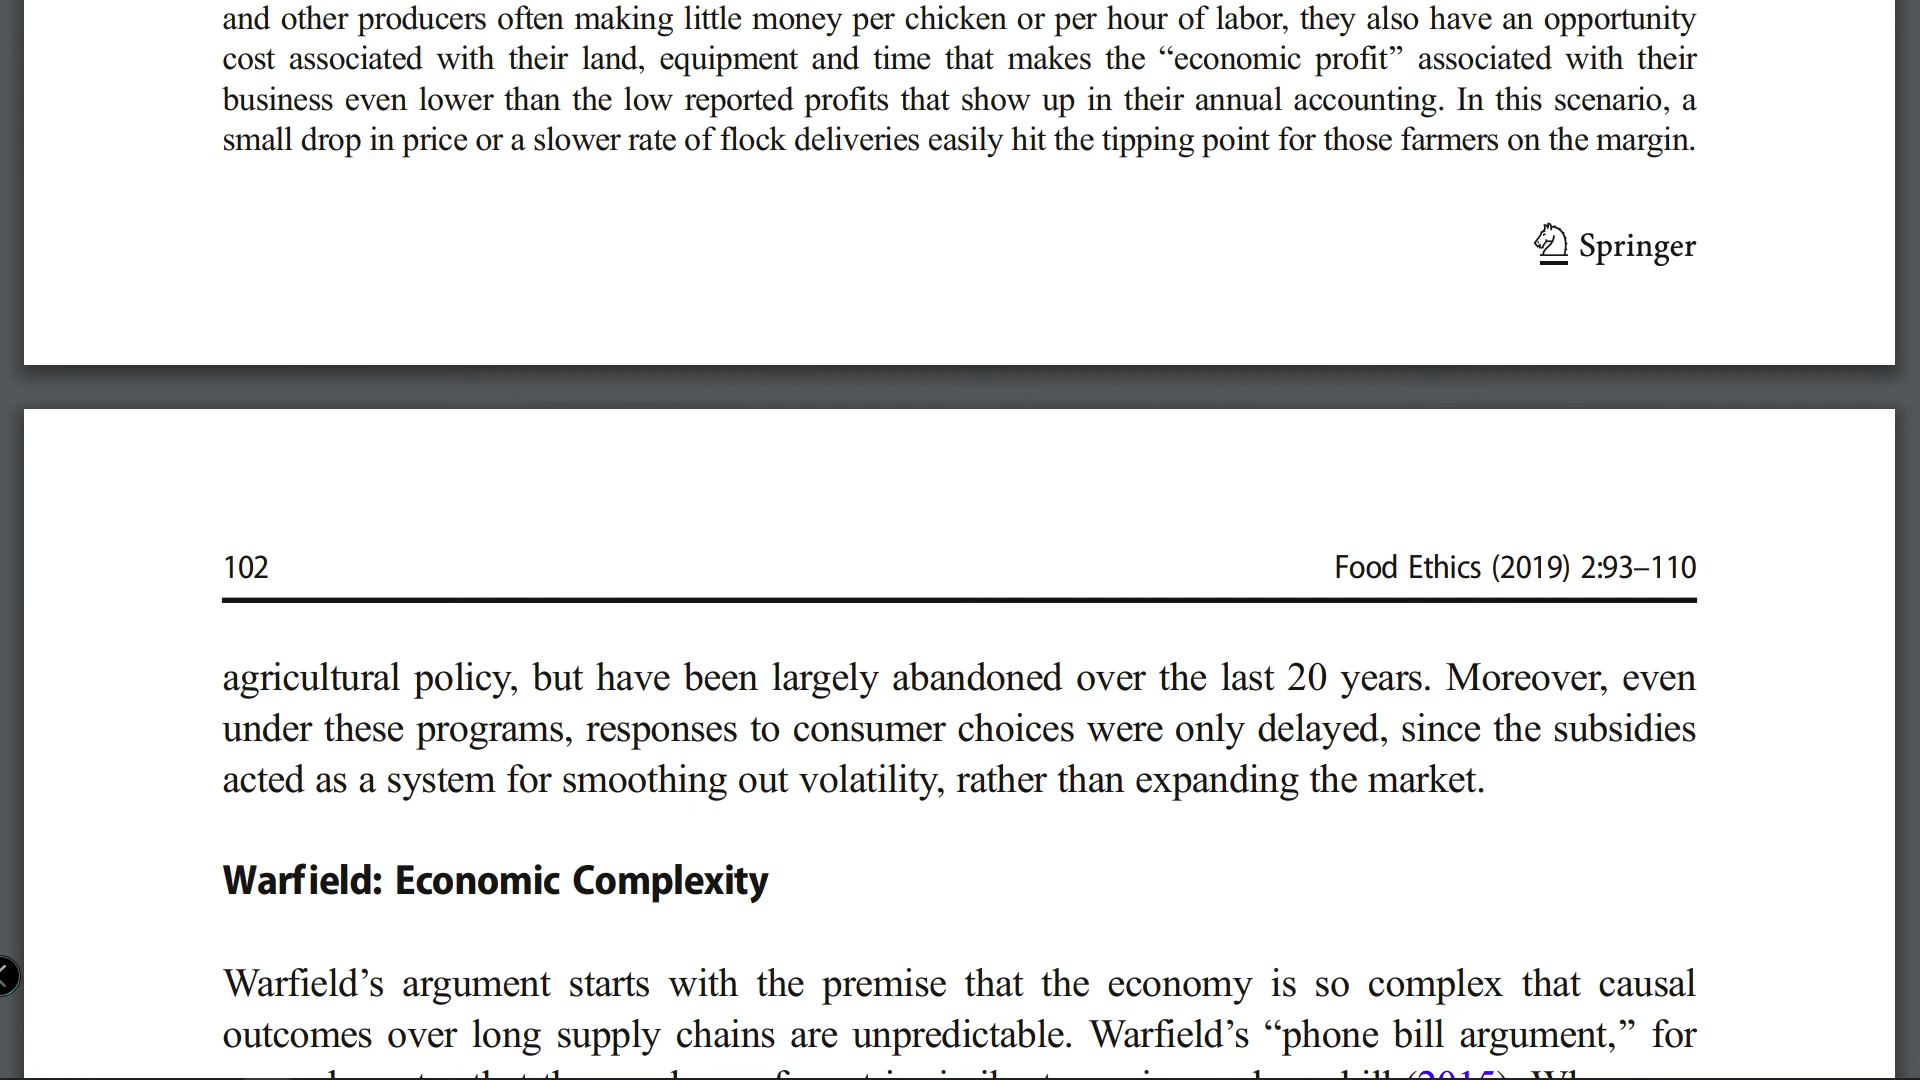 and other producers often making little money per chicken or per hour of labor, they also have an opportunity
cost associated with their land, equipment and time that makes the “economic profit” associated with their
business even lower than the low reported profits that show up in their annual accounting. In this scenario, a
small drop in price or a slower rate of flock deliveries easily hit the tipping point for those farmers on the margin.
Springer
102
Food Ethics (2019) 2:93–110
agricultural policy, but have been largely abandoned over the last 20 years. Moreover, even
under these programs, responses to consumer choices were only delayed, since the subsidies
acted as a system for smoothing out volatility, rather than expanding the market.
Warfield: Economic Complexity
Warfield’s argument starts with the premise that the economy is so complex that causal
outcomes over long supply chains are unpredictable. Warfield’s “phone bill argument,” for